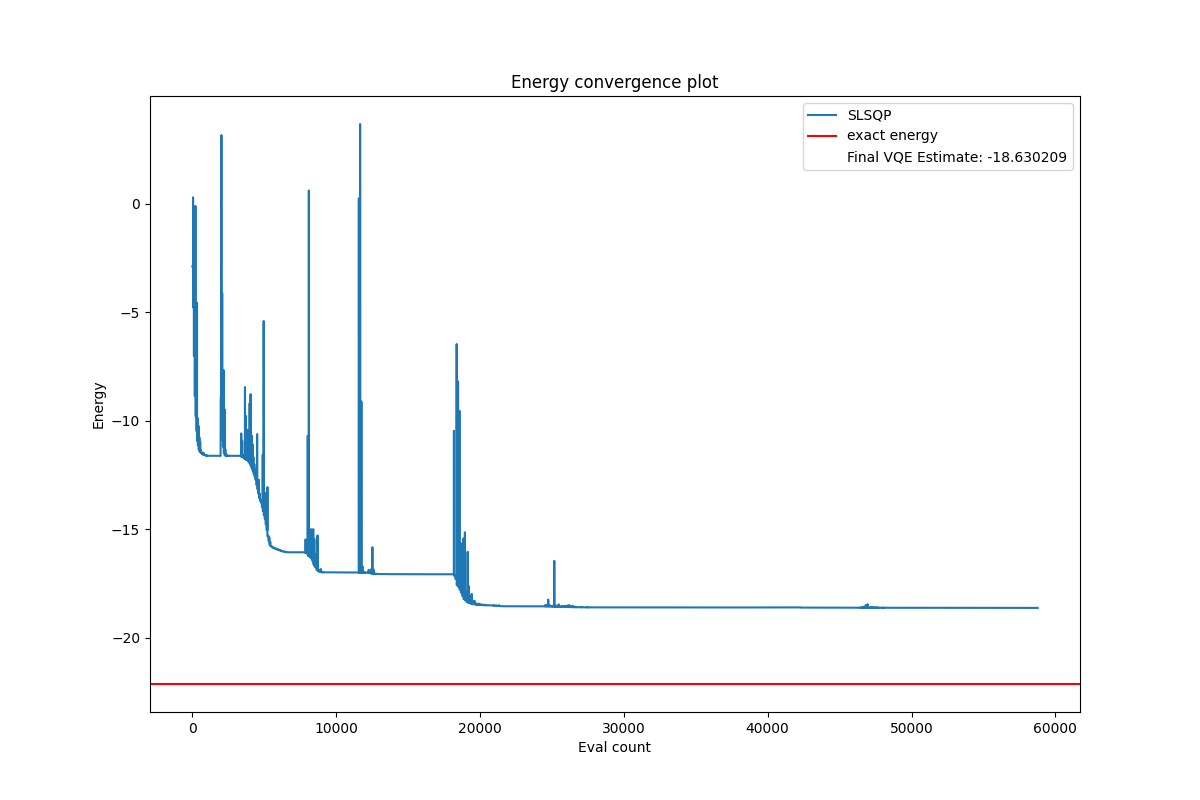 Energy convergence plot
SLSQP
exact energy
Final VQE Estimate: -18.630209
Energy
0
−5
−10
−15
−20
0 10000 20000 30000 40000 50000 60000
Eval count